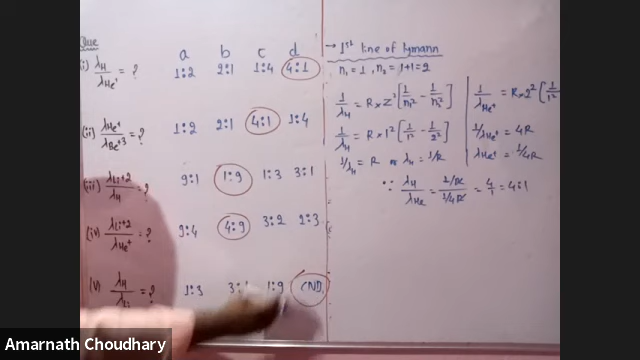 a b c d
(i) λH/λHe+ = ? 1:2 2:1 1:4 4:1
(ii) λHe+/λBe+3 = ? 1:2 2:1 4:1 1:4
(iii) λLi+2/λH = ? 9:1 1:9 1:3 3:1
(iv) λLi+2/λHe+ = ? 9:4 4:9 3:2 2:3
(v) λH/λLi = ? 1:3 1:9 CND
→ 1st line of Lymann
n₁ = 1, n₂ = 1+1 = 2
1/λH = R × Z² [1/n₁² - 1/n₂²]
1/λH = R × 1² [1/1² - 1/2²]
1/λH = R or λH = 1/R
1/λHe+ = R × 2² [1/1²
1/λHe+ = 4R
λHe+ = 1/4R
∵ λH/λHe = 1/R / 1/4R = 4/1 = 4:1
Amarnath Choudhary